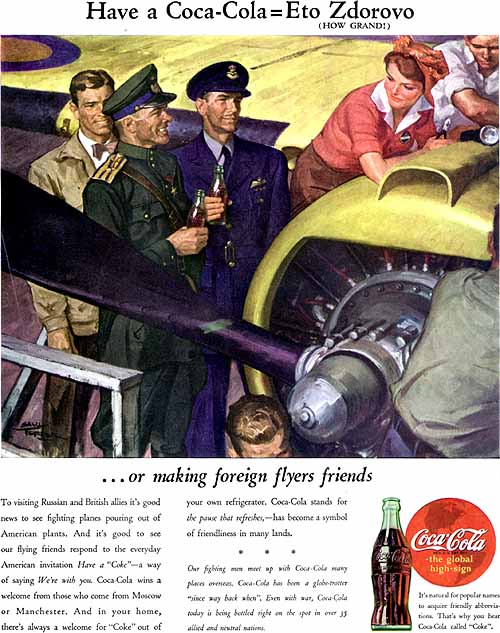 Have a Coca-Cola = Eto Zdorovo
(HOW GRAND!)
...or making foreign flyers friends
To visiting Russian and British allies it's good
news to see fighting planes pouring out of
American plants. And it's good to see
our flying friends respond to the everyday
American invitation Have a "Coke"—a way
of saying We're with you. Coca-Cola wins a
welcome from those who come from Moscow
or Manchester. And in your home,
there's always a welcome for "Coke" out of
your own refrigerator. Coca-Cola stands for
the pause that refreshes,—has become a symbol
of friendliness in many lands.
* * *
Our fighting men meet up with Coca-Cola many
places overseas. Coca-Cola has been a globe-trotter
"since way back when". Even with war, Coca-Cola
today is being bottled right on the spot in over 35
allied and neutral nations.
Coca-Cola
Coca-Cola
-the global
high-sign
It's natural for popular names
to acquire friendly abbrevia-
tions. That's why you hear
Coca-Cola called "Coke".